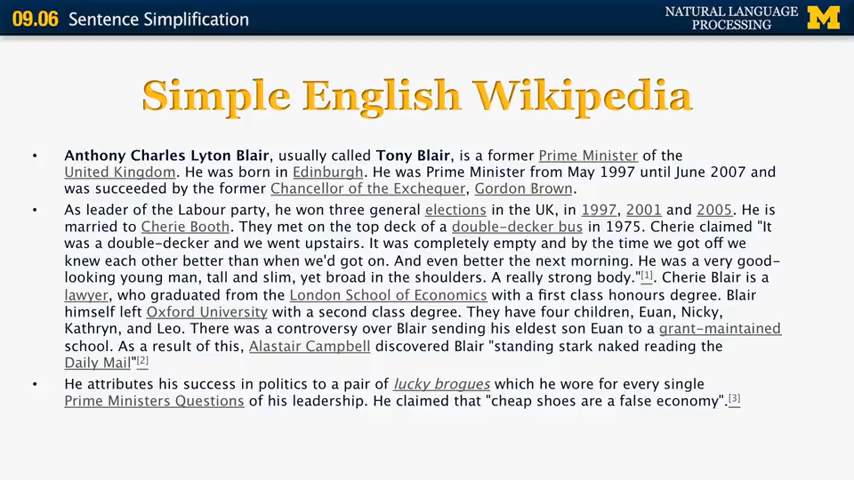 09.06 Sentence Simplification
NATURAL LANGUAGE
PROCESSING
M
Simple English Wikipedia
• Anthony Charles Lyton Blair, usually called Tony Blair, is a former Prime Minister of the
United Kingdom. He was born in Edinburgh. He was Prime Minister from May 1997 until June 2007 and
was succeeded by the former Chancellor of the Exchequer, Gordon Brown.
• As leader of the Labour party, he won three general elections in the UK, in 1997, 2001 and 2005. He is
married to Cherie Booth. They met on the top deck of a double-decker bus in 1975. Cherie claimed "It
was a double-decker and we went upstairs. It was completely empty and by the time we got off we
knew each other better than when we'd got on. And even better the next morning. He was a very good-
looking young man, tall and slim, yet broad in the shoulders. A really strong body."[1]. Cherie Blair is a
lawyer, who graduated from the London School of Economics with a first class honours degree. Blair
himself left Oxford University with a second class degree. They have four children, Euan, Nicky,
Kathryn, and Leo. There was a controversy over Blair sending his eldest son Euan to a grant-maintained
school. As a result of this, Alastair Campbell discovered Blair "standing stark naked reading the
Daily Mail"[2]
• He attributes his success in politics to a pair of lucky brogues which he wore for every single
Prime Ministers Questions of his leadership. He claimed that "cheap shoes are a false economy".[3]